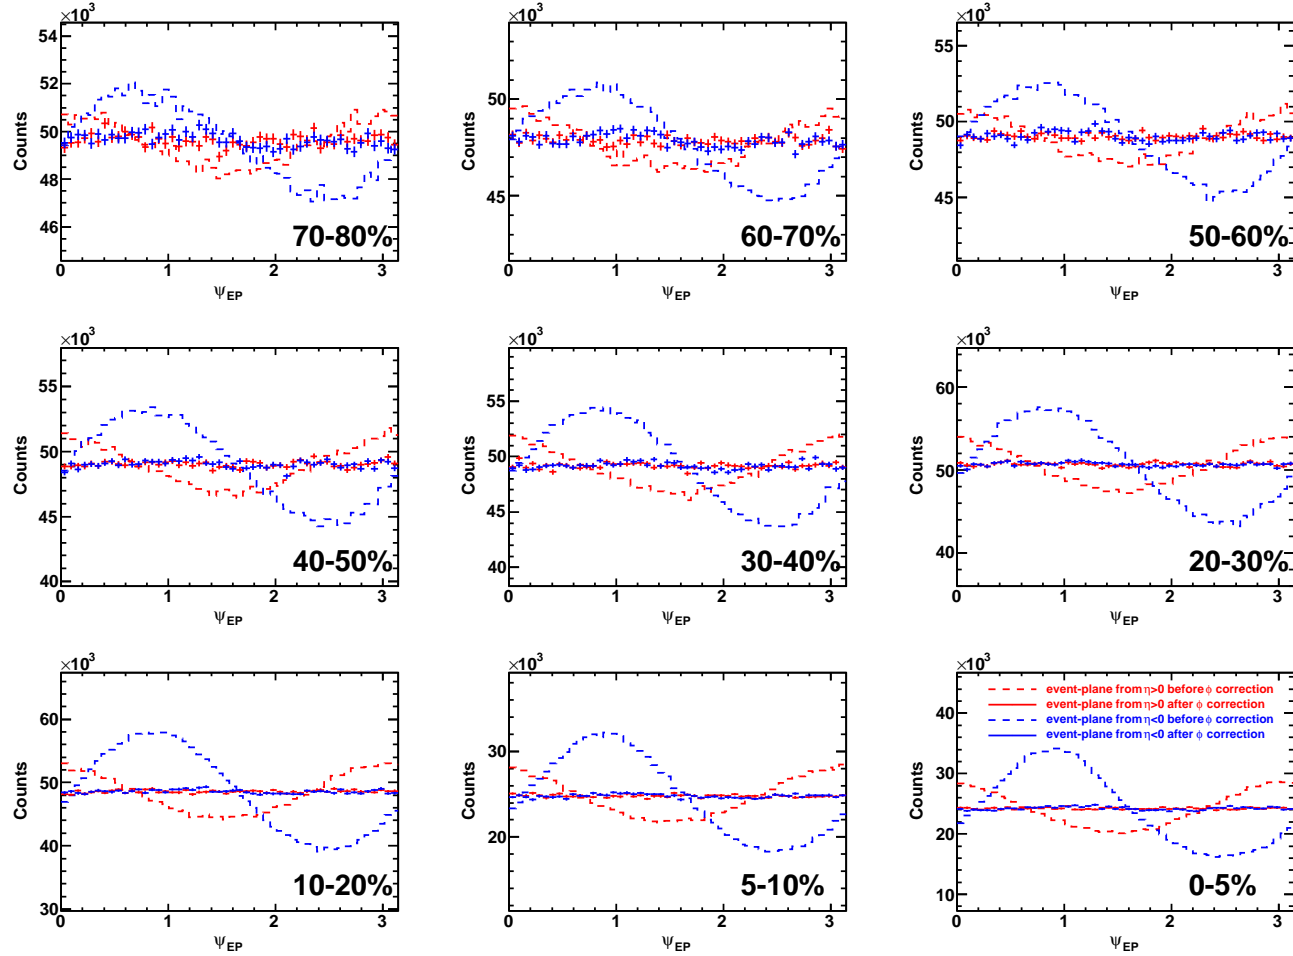 ×10³ ×10³ ×10³
54
52
50
48
46
Counts
70-80%
0 1 2 3
ψEP
50
45
Counts
60-70%
0 1 2 3
ψEP
55
50
45
Counts
50-60%
0 1 2 3
ψEP
×10³ ×10³ ×10³
55
50
45
40
Counts
40-50%
0 1 2 3
ψEP
55
50
45
40
Counts
30-40%
0 1 2 3
ψEP
60
50
40
Counts
20-30%
0 1 2 3
ψEP
×10³ ×10³ ×10³
60
50
40
30
Counts
10-20%
0 1 2 3
ψEP
30
20
Counts
5-10%
0 1 2 3
ψEP
40
30
20
10
Counts
event-plane from η>0 before ϕ correction
event-plane from η>0 after ϕ correction
event-plane from η<0 before ϕ correction
event-plane from η<0 after ϕ correction
0-5%
0 1 2 3
ψEP